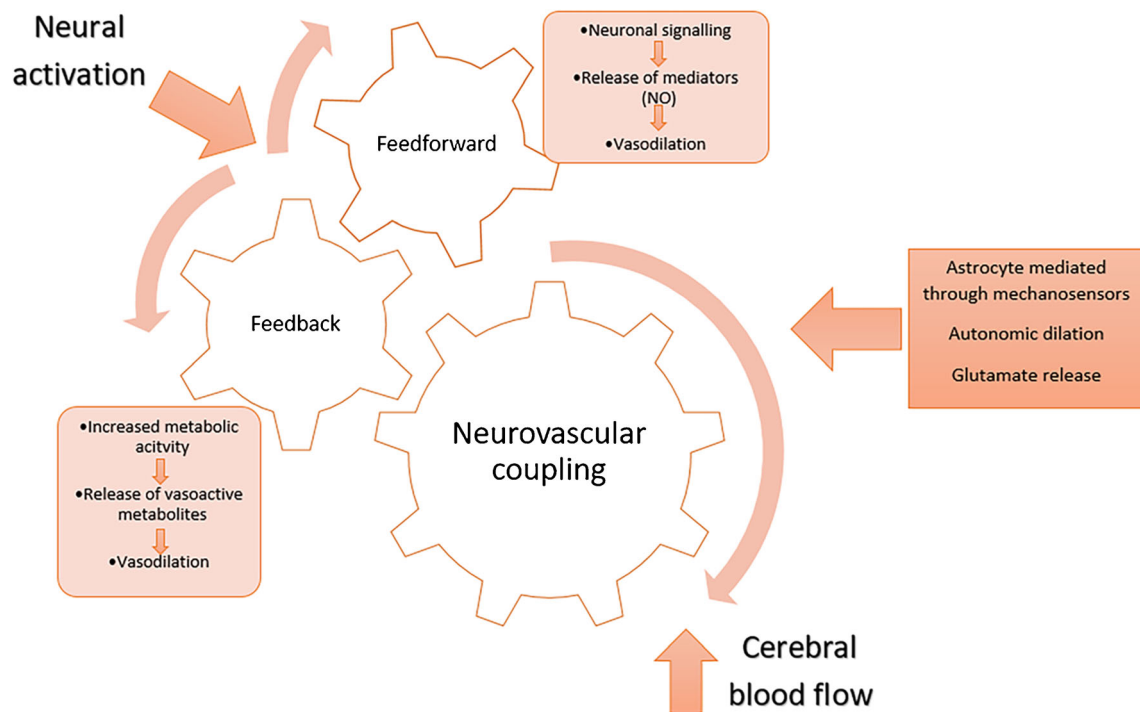 Neural
activation
Feedforward
•Neuronal signalling
•Release of mediators
(NO)
•Vasodilation
Feedback
•Increased metabolic
acitvity
•Release of vasoactive
metabolites
•Vasodilation
Neurovascular
coupling
Astrocyte mediated
through mechanosensors
Autonomic dilation
Glutamate release
Cerebral
blood flow